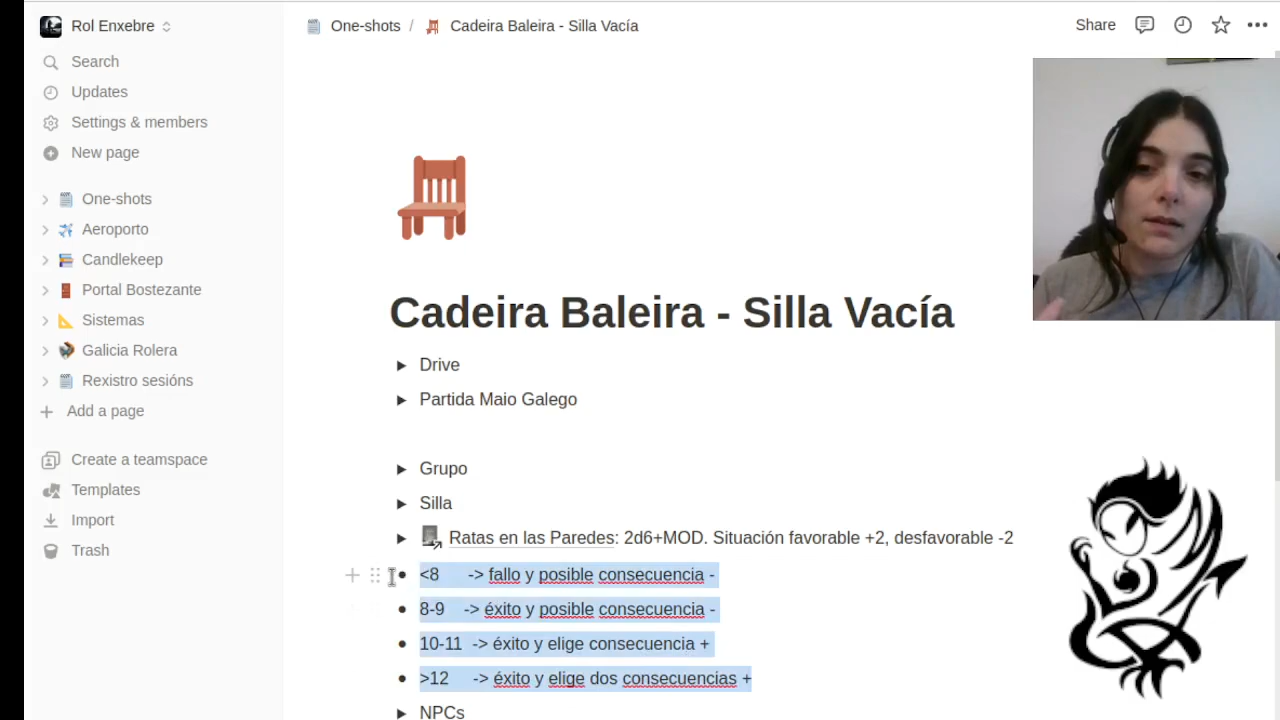 Rol Enxebre
Search
Updates
Settings & members
New page
One-shots
Aeroporto
Candlekeep
Portal Bostezante
Sistemas
Galicia Rolera
Rexistro sesións
Add a page
Create a teamspace
Templates
Import
Trash
One-shots / Cadeira Baleira - Silla Vacía
Share
Cadeira Baleira - Silla Vacía
Drive
Partida Maio Galego
Grupo
Silla
Ratas en las Paredes: 2d6+MOD. Situación favorable +2, desfavorable -2
<8 -> fallo y posible consecuencia -
8-9 -> éxito y posible consecuencia -
10-11 -> éxito y elige consecuencia +
>12 -> éxito y elige dos consecuencias +
NPCs